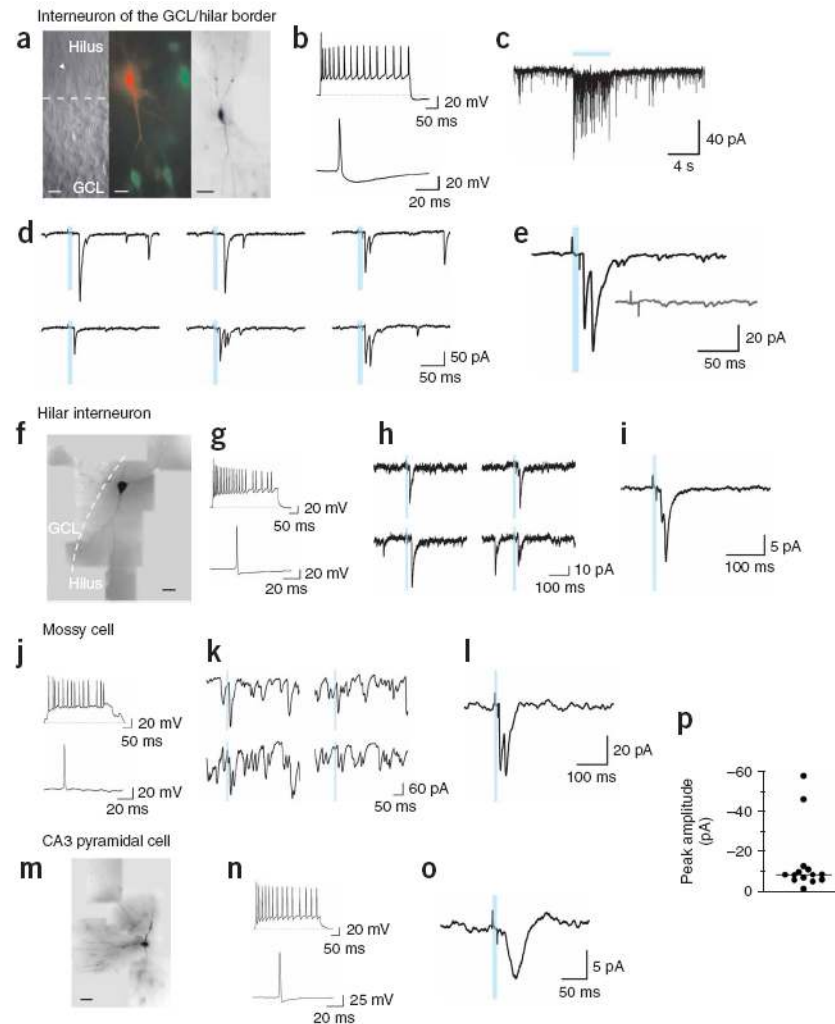 Interneuron of the GCL/hilar border
a
Hilus
GCL
b
20 mV
50 ms
20 mV
20 ms
c
40 pA
4 s
d
50 pA
50 ms
e
20 pA
50 ms
Hilar interneuron
f
GCL
Hilus
g
20 mV
50 ms
20 mV
20 ms
h
10 pA
100 ms
i
5 pA
100 ms
Mossy cell
j
20 mV
50 ms
20 mV
20 ms
k
60 pA
50 ms
l
20 pA
100 ms
p
Peak amplitude
(pA)
–60
–40
–20
0
CA3 pyramidal cell
m
n
20 mV
50 ms
25 mV
20 ms
o
5 pA
50 ms